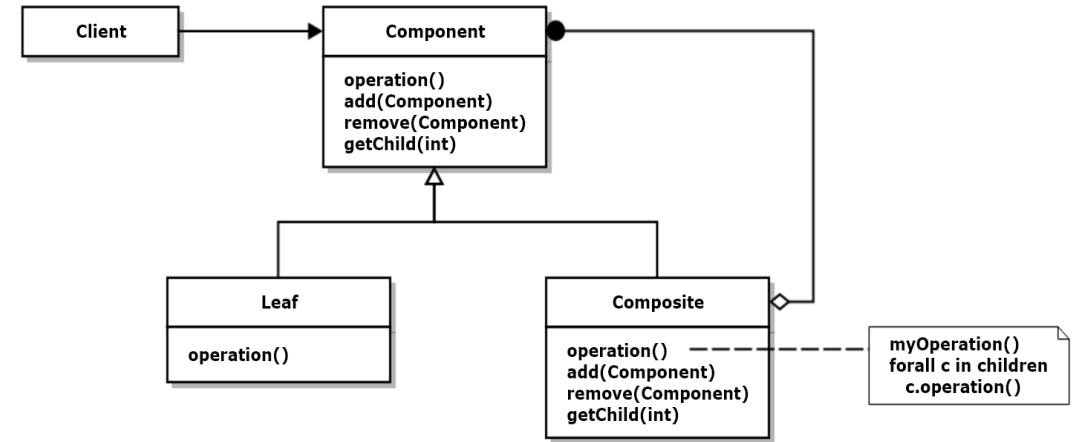 Client
Component
operation()
add(Component)
remove(Component)
getChild(int)
Leaf
operation()
Composite
operation()
add(Component)
remove(Component)
getChild(int)
myOperation()
forall c in children
c.operation()